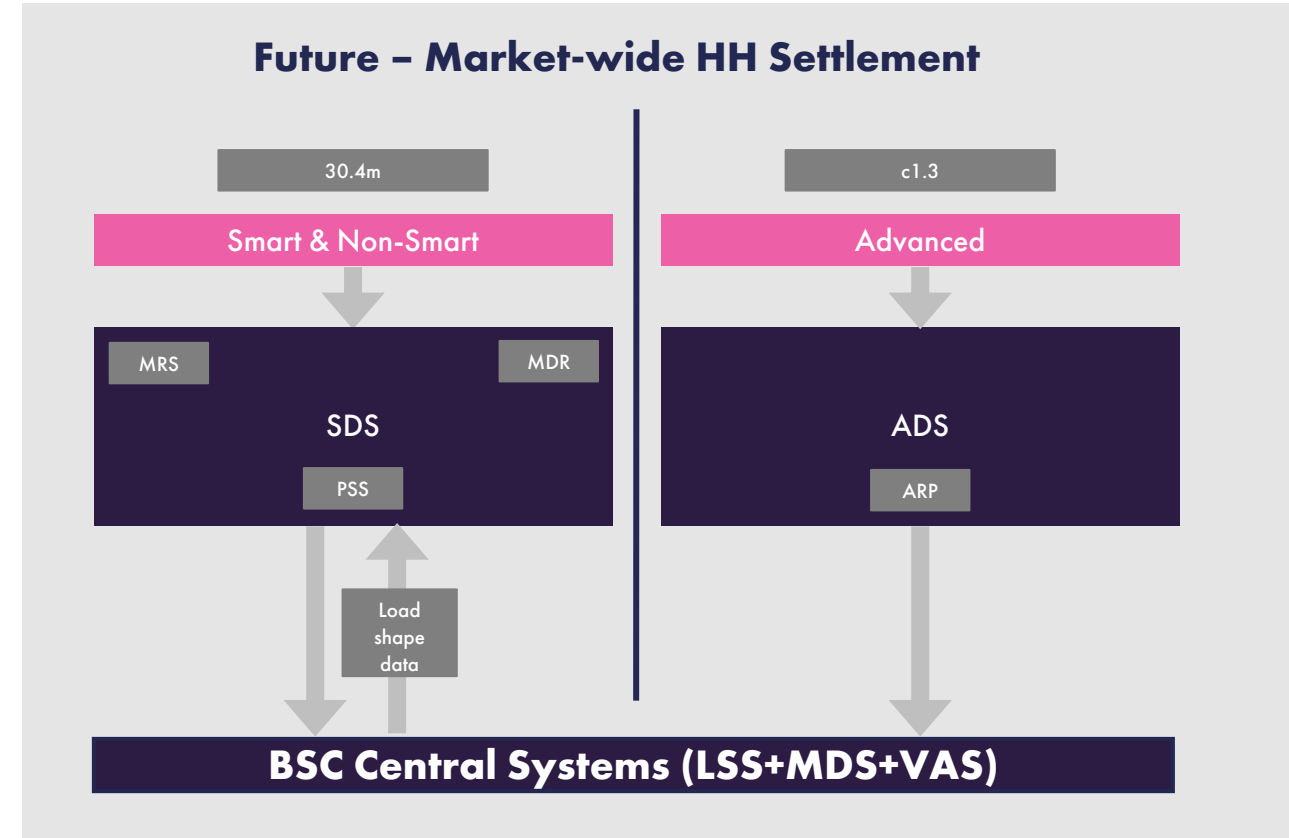 Future – Market-wide HH Settlement
30.4m
Smart & Non-Smart
MRS
MDR
SDS
PSS
Load
shape
data
c1.3
Advanced
ADS
ARP
BSC Central Systems (LSS+MDS+VAS)